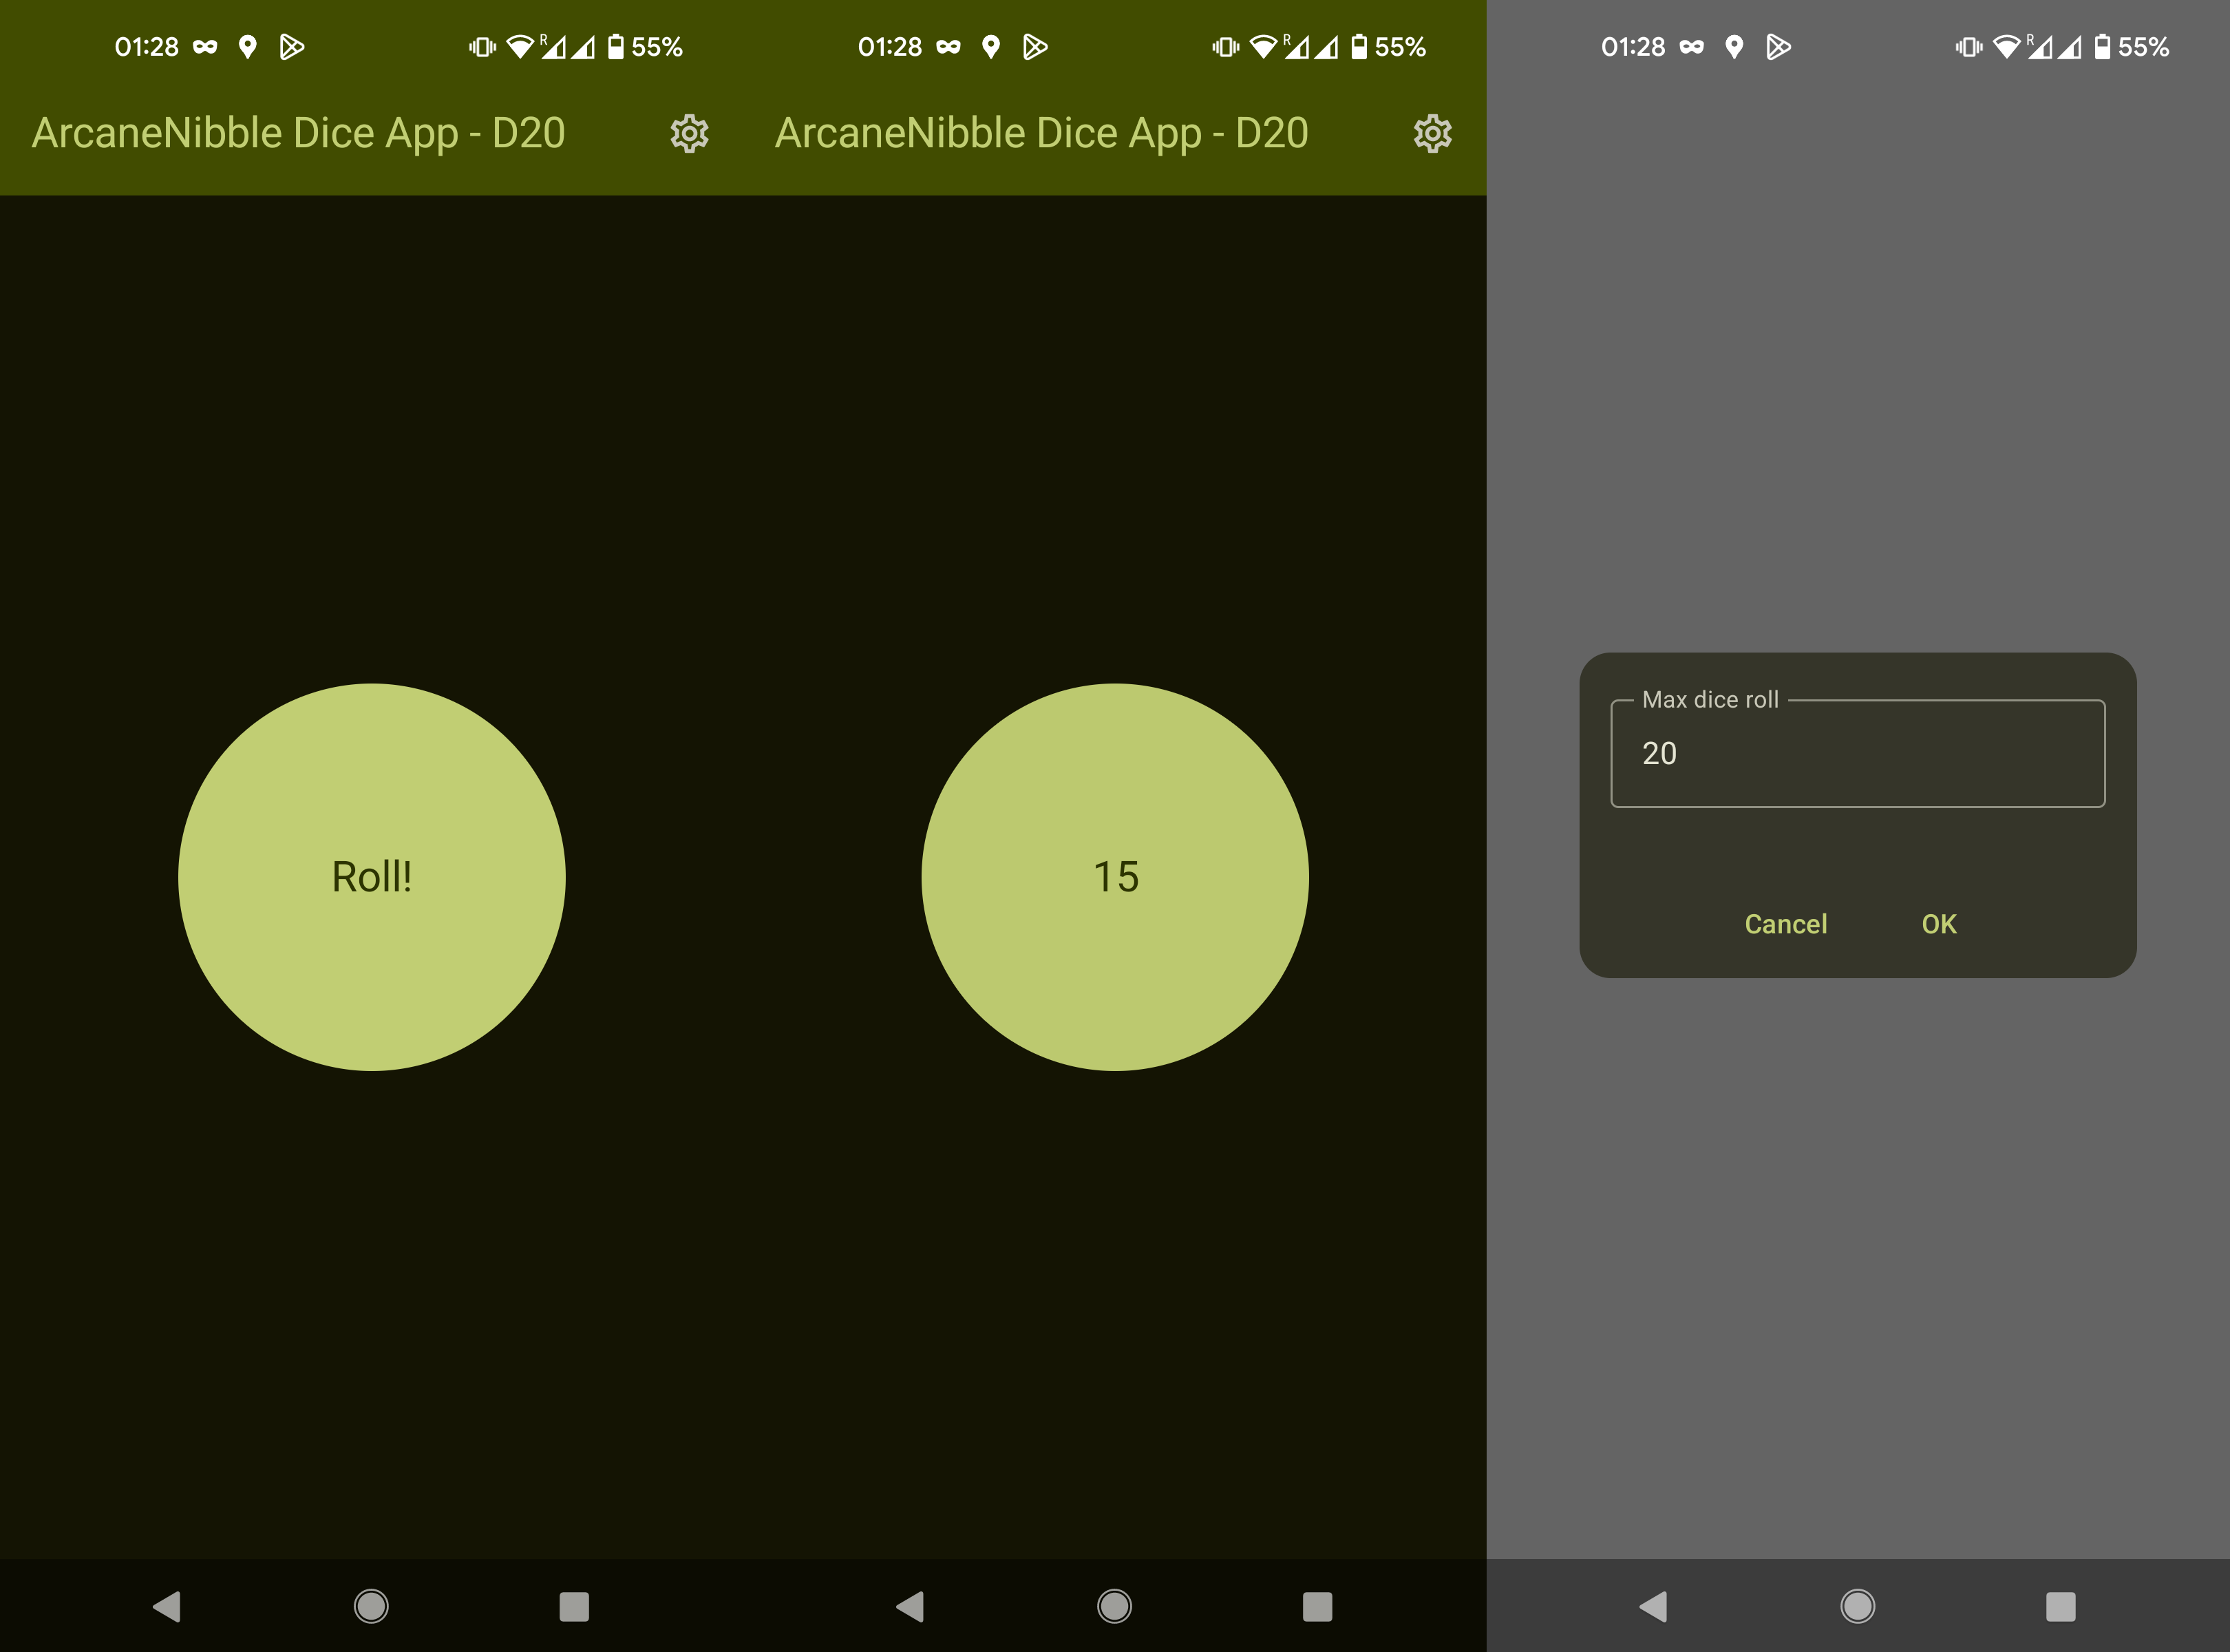 01:28 R 55%
ArcaneNibble Dice App - D20
Roll!
01:28 R 55%
ArcaneNibble Dice App - D20
15
01:28 R 55%
Max dice roll
20
Cancel OK